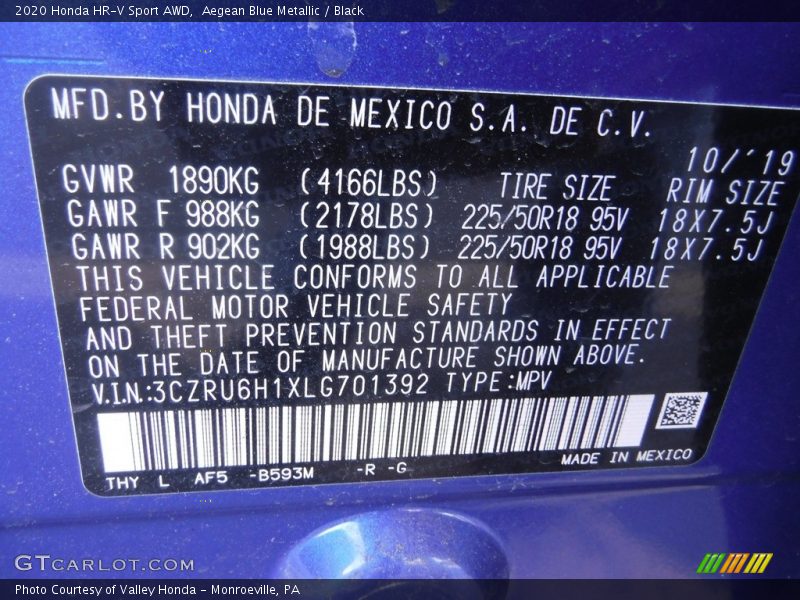 2020 Honda HR-V Sport AWD,  Aegean Blue Metallic / Black
MFD.BY HONDA DE MEXICO S.A. DE C.V.
10/'19
GVWR 1890KG (4166LBS) TIRE SIZE RIM SIZE
GAWR F 988KG (2178LBS) 225/50R18 95V 18X7.5J
GAWR R 902KG (1988LBS) 225/50R18 95V 18X7.5J
THIS VEHICLE CONFORMS TO ALL APPLICABLE
FEDERAL MOTOR VEHICLE SAFETY
AND THEFT PREVENTION STANDARDS IN EFFECT
ON THE DATE OF MANUFACTURE SHOWN ABOVE.
V.I.N.:3CZRU6H1XLG701392 TYPE:MPV
THY L AF5 -B593M -R -G MADE IN MEXICO
GTCARLOT.COM
Photo Courtesy of Valley Honda - Monroeville, PA